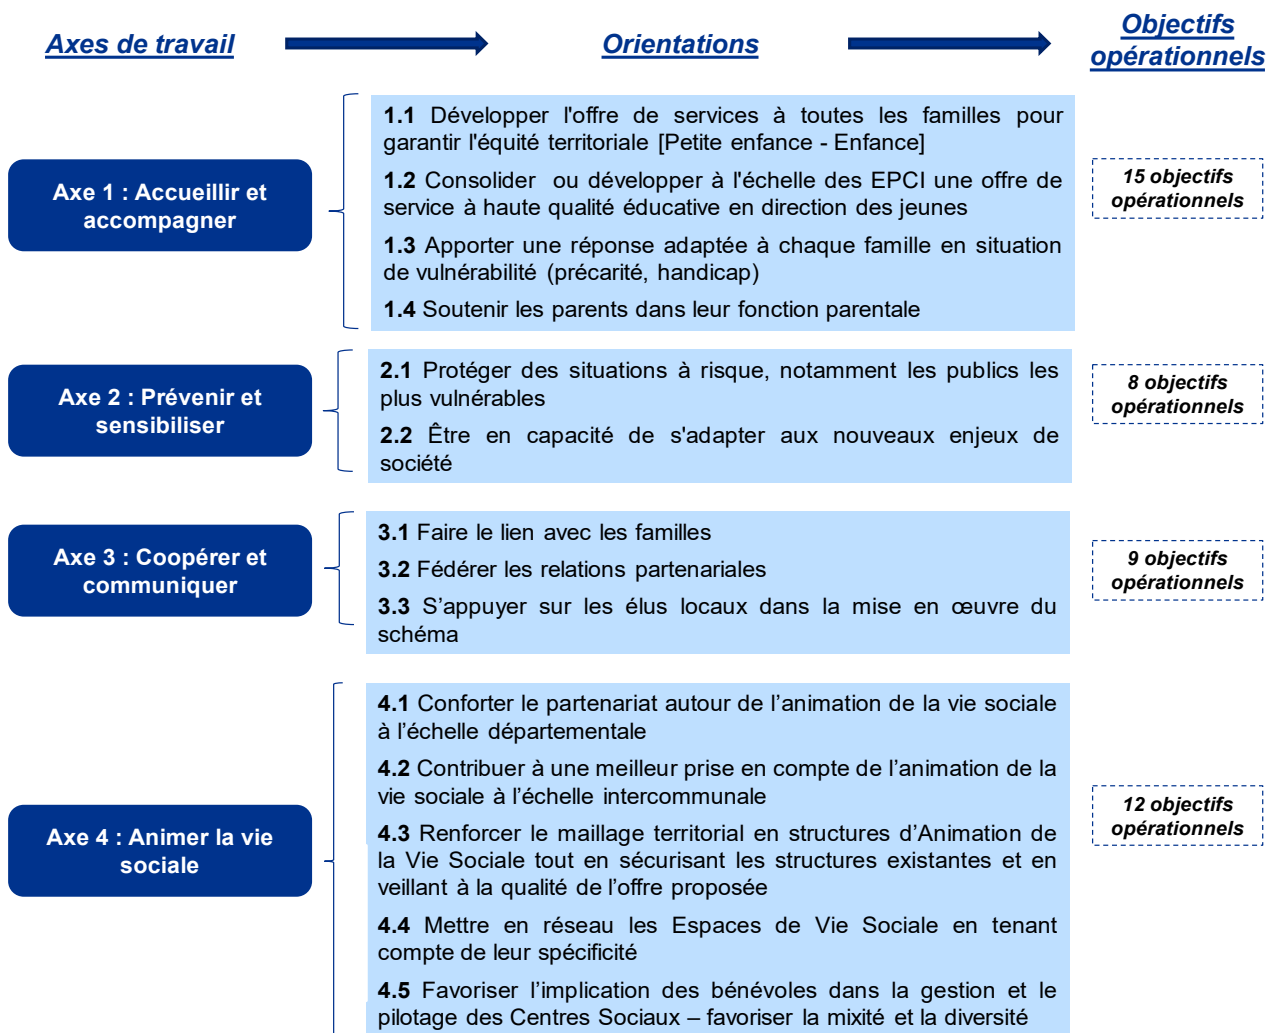 Axes de travail
Orientations
Objectifs
opérationnels
Axe 1 : Accueillir et
accompagner
1.1 Développer l'offre de services à toutes les familles pour
garantir l'équité territoriale [Petite enfance - Enfance]
1.2 Consolider ou développer à l'échelle des EPCI une offre de
service à haute qualité éducative en direction des jeunes
1.3 Apporter une réponse adaptée à chaque famille en situation
de vulnérabilité (précarité, handicap)
1.4 Soutenir les parents dans leur fonction parentale
15 objectifs
opérationnels
Axe 2 : Prévenir et
sensibiliser
2.1 Protéger des situations à risque, notamment les publics les
plus vulnérables
2.2 Être en capacité de s'adapter aux nouveaux enjeux de
société
8 objectifs
opérationnels
Axe 3 : Coopérer et
communiquer
3.1 Faire le lien avec les familles
3.2 Fédérer les relations partenariales
3.3 S’appuyer sur les élus locaux dans la mise en œuvre du
schéma
9 objectifs
opérationnels
Axe 4 : Animer la vie
sociale
4.1 Conforter le partenariat autour de l’animation de la vie sociale
à l’échelle départementale
4.2 Contribuer à une meilleur prise en compte de l’animation de la
vie sociale à l’échelle intercommunale
4.3 Renforcer le maillage territorial en structures d’Animation de
la Vie Sociale tout en sécurisant les structures existantes et en
veillant à la qualité de l’offre proposée
4.4 Mettre en réseau les Espaces de Vie Sociale en tenant
compte de leur spécificité
4.5 Favoriser l’implication des bénévoles dans la gestion et le
pilotage des Centres Sociaux – favoriser la mixité et la diversité
12 objectifs
opérationnels